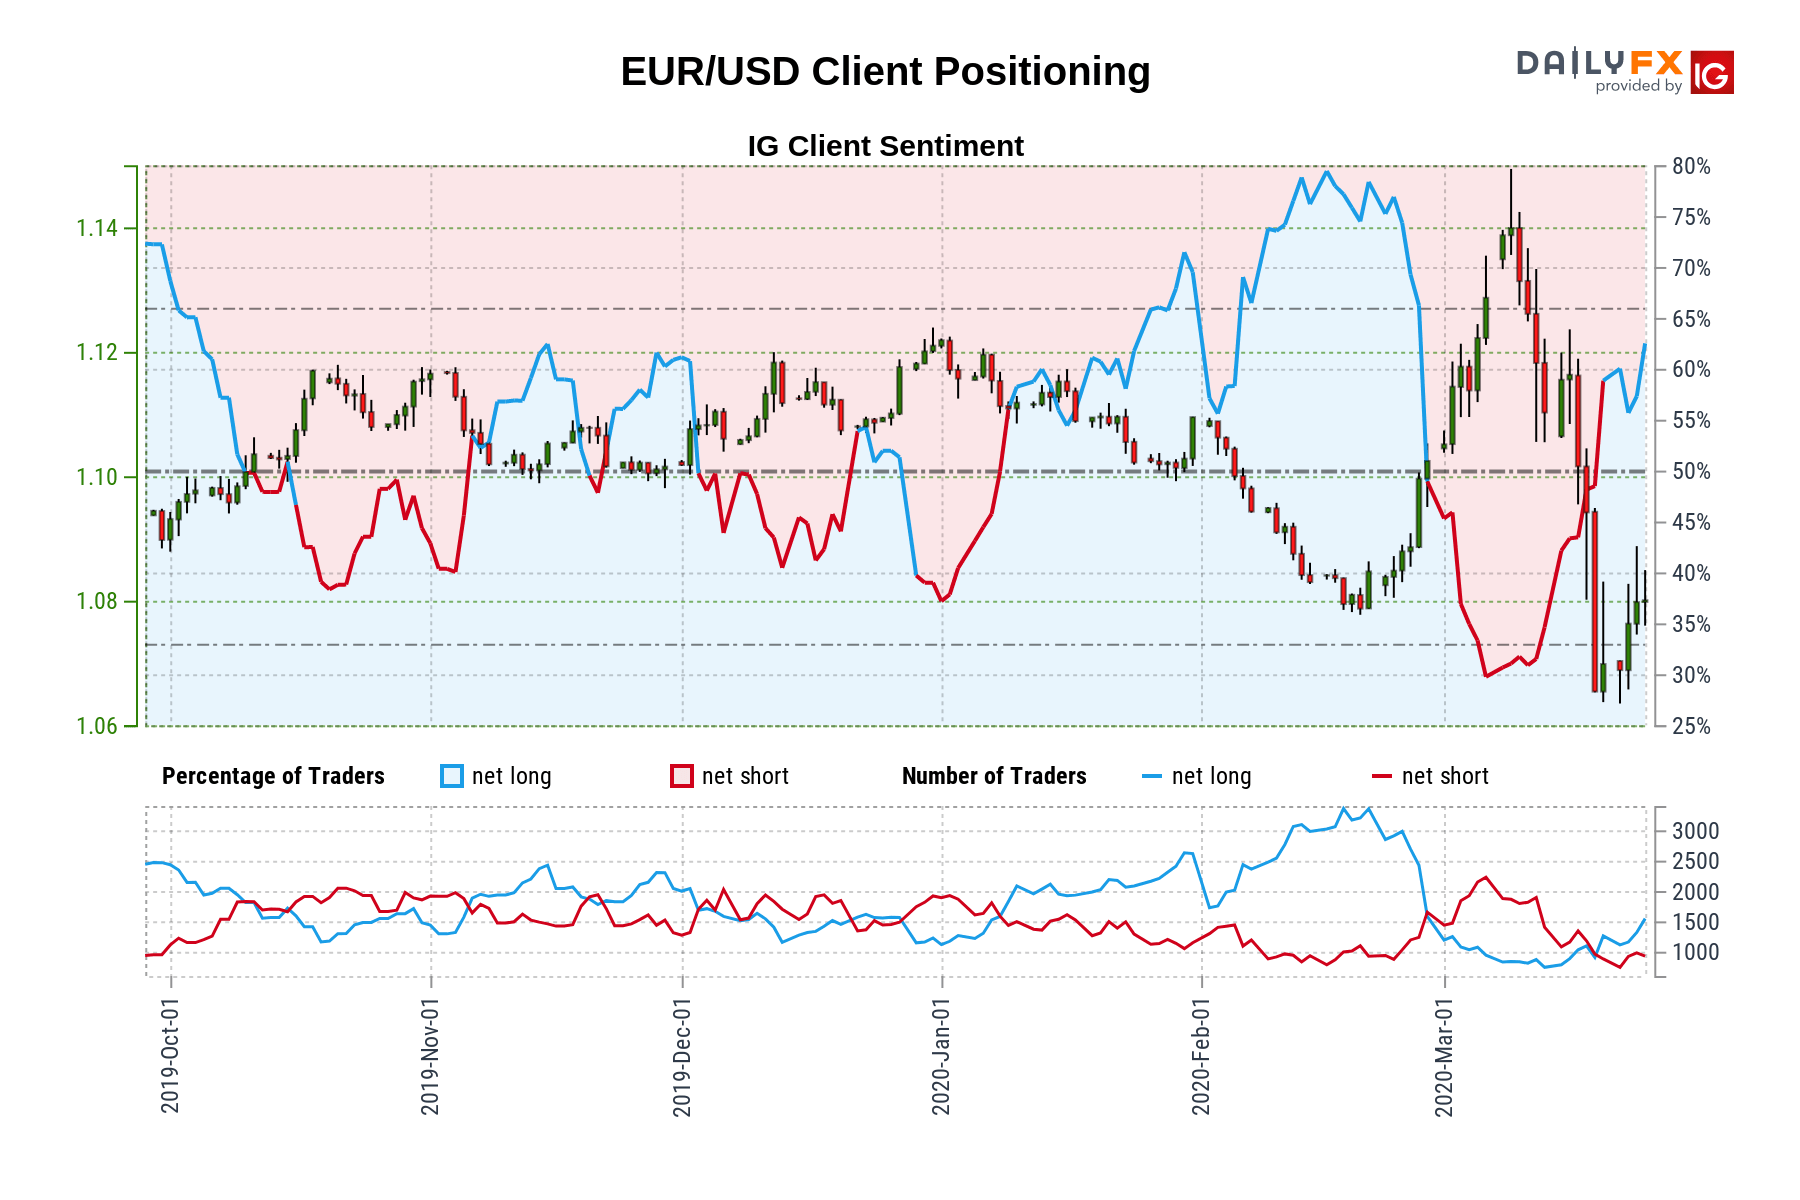 EUR/USD Client Positioning
DAILYFX
provided by IG
IG Client Sentiment
1.14
1.12
1.10
1.08
1.06
80%
75%
70%
65%
60%
55%
50%
45%
40%
35%
30%
25%
Percentage of Traders net long net short Number of Traders net long net short
3000
2500
2000
1500
1000
2019-Oct-01
2019-Nov-01
2019-Dec-01
2020-Jan-01
2020-Feb-01
2020-Mar-01